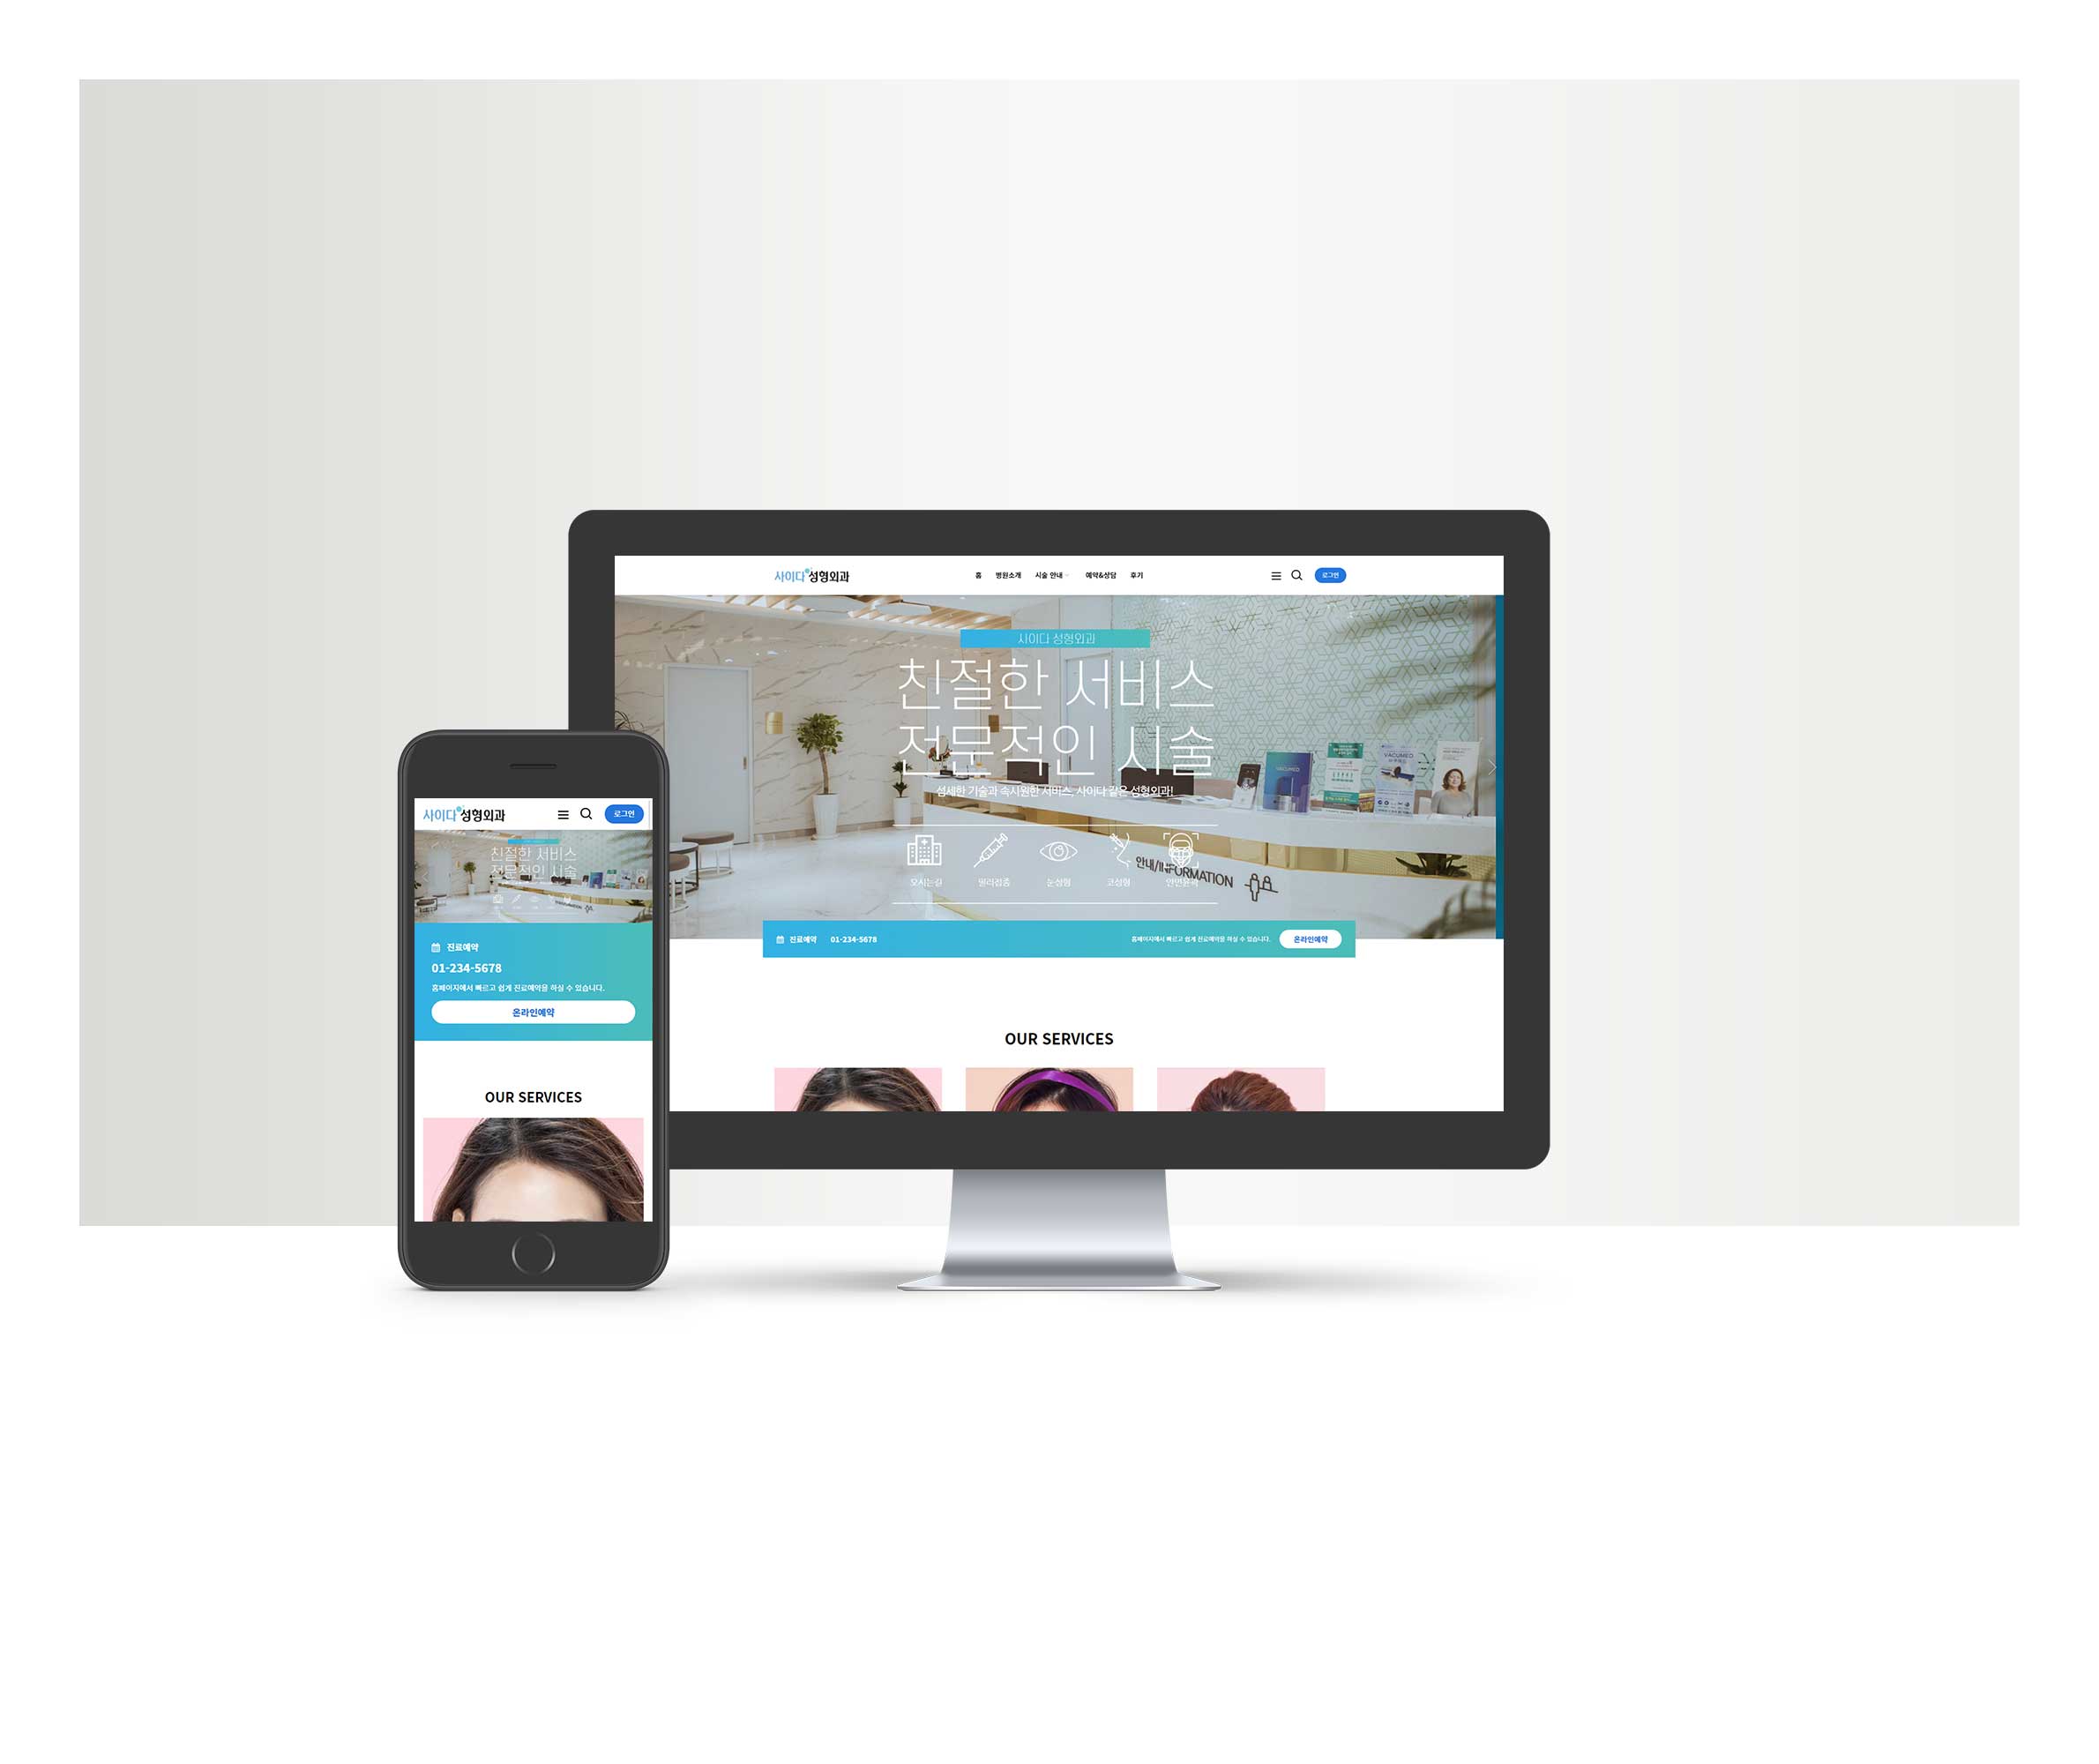 사이다 성형외과
홈 병원소개 시술 안내 예약&상담 후기
로그인
사이다 성형외과
친절한 서비스
전문적인 시술
섬세한 기술과 속시원한 서비스, 사이다 같은 성형외과!
오시는길 필러접종 눈성형 코성형 안면윤곽
안내/INFORMATION
VACUMED
VACUMED
진료예약 01-234-5678
홈페이지에서 빠르고 쉽게 진료예약을 하실 수 있습니다.
온라인예약
OUR SERVICES
사이다 성형외과
로그인
친절한 서비스
전문적인 시술
진료예약
01-234-5678
홈페이지에서 빠르고 쉽게 진료예약을 하실 수 있습니다.
온라인예약
OUR SERVICES